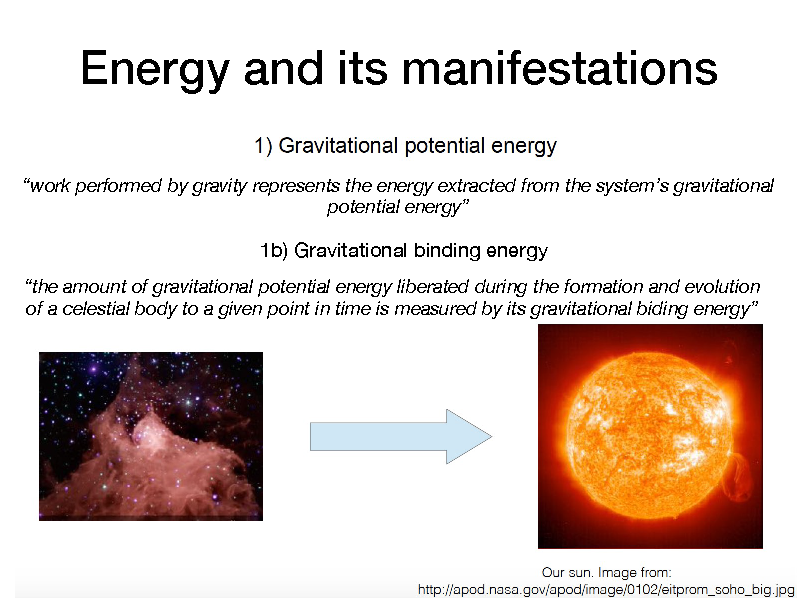 Energy and its manifestations
1) Gravitational potential energy
“work performed by gravity represents the energy extracted from the system’s gravitational
potential energy”
1b) Gravitational binding energy
“the amount of gravitational potential energy liberated during the formation and evolution
of a celestial body to a given point in time is measured by its gravitational biding energy”
Our sun. Image from:
http://apod.nasa.gov/apod/image/0102/eitprom_soho_big.jpg